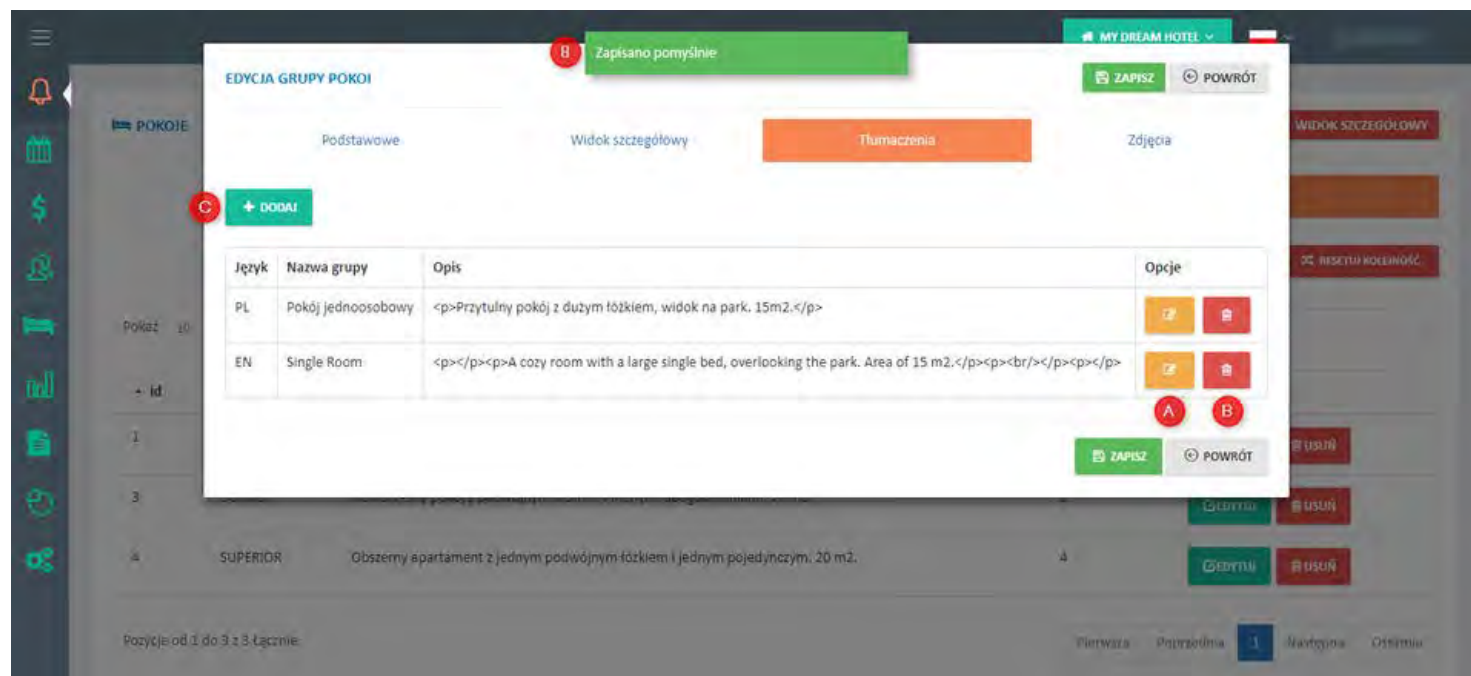 MY DREAM HOTEL
B Zapisano pomyślnie
EDYCJA GRUPY POKOI
ZAPISZ POWRÓT
POKOJE
WIDOK SZCZEGÓŁOWY
Podstawowe Widok szczegółowy Tłumaczenia Zdjęcia
C + DODAJ
RESETUJ KOLEJNOŚĆ
Język Nazwa grupy Opis Opcje
PL Pokój jednoosobowy <p>Przytulny pokój z dużym łóżkiem, widok na park. 15m2.</p>
Pokaż 10
EN Single Room <p></p><p>A cozy room with a large single bed, overlooking the park. Area of 15 m2.</p><p><br/></p><p></p>
Id
A B
1 USUŃ
ZAPISZ POWRÓT
3 EDYTUJ USUŃ
4 SUPERIOR Obszerny apartament z jednym podwójnym łóżkiem i jednym pojedynczym. 20 m2. 4 EDYTUJ USUŃ
Pozycje od 1 do 3 z 3 łącznie
Pierwsza Poprzednia 1 Następna Ostatnia